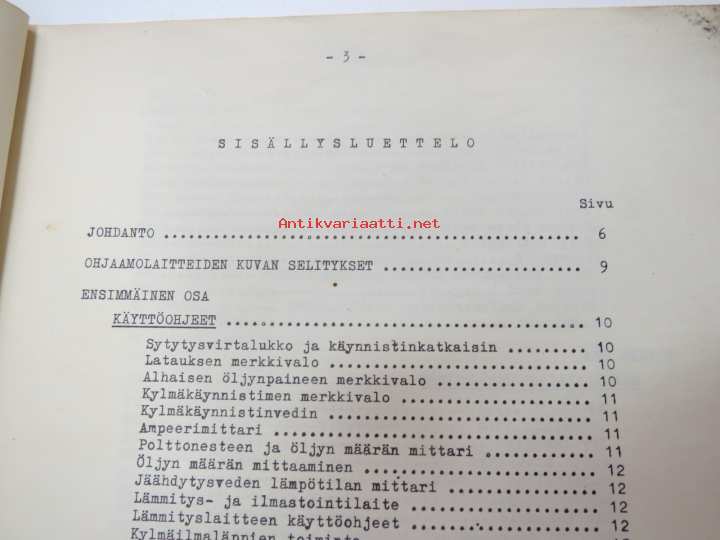 - 3 -
SISÄLLYSLUETTELO
Sivu
Antikvariaatti.net
JOHDANTO ........................................................ 6
OHJAAMOLAITTEIDEN KUVAN SELITYKSET .............................. 9
ENSIMMÄINEN OSA
KÄYTTÖOHJEET ................................................ 10
Sytytysvirtalukko ja käynnistinkatkaisin ......... 10
Latauksen merkkivalo ................................. 10
Alhaisen öljynpaineen merkkivalo ..................... 10
Kylmäkäynnistimen merkkivalo ......................... 11
Kylmäkäynnistinvedin ................................. 11
Ampeerimittari ....................................... 11
Polttonesteen ja öljyn määrän mittari ................ 11
Öljyn määrän mittaaminen ............................. 12
Jäähdytysveden lämpötilan mittari .................... 12
Lämmitys- ja ilmastointilaite ........................ 12
Lämmityslaitteen käyttöohjeet ........................ 12
Kylmäilmaläppien toiminta